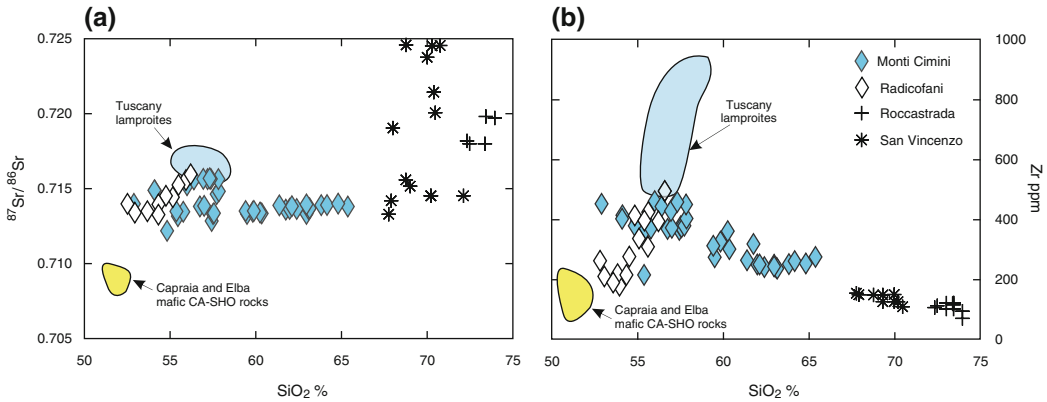 (a)
0.725
0.720
0.715
0.710
0.705
⁸⁷Sr/⁸⁶Sr
Tuscany
lamproites
Capraia and Elba
mafic CA-SHO rocks
50 55 60 65 70 75
SiO₂ %
(b)
Monti Cimini
Radicofani
Roccastrada
San Vincenzo
Tuscany
lamproites
Capraia and Elba
mafic CA-SHO rocks
1000
800
600
400
200
0
Zr ppm
50 55 60 65 70 75
SiO₂ %